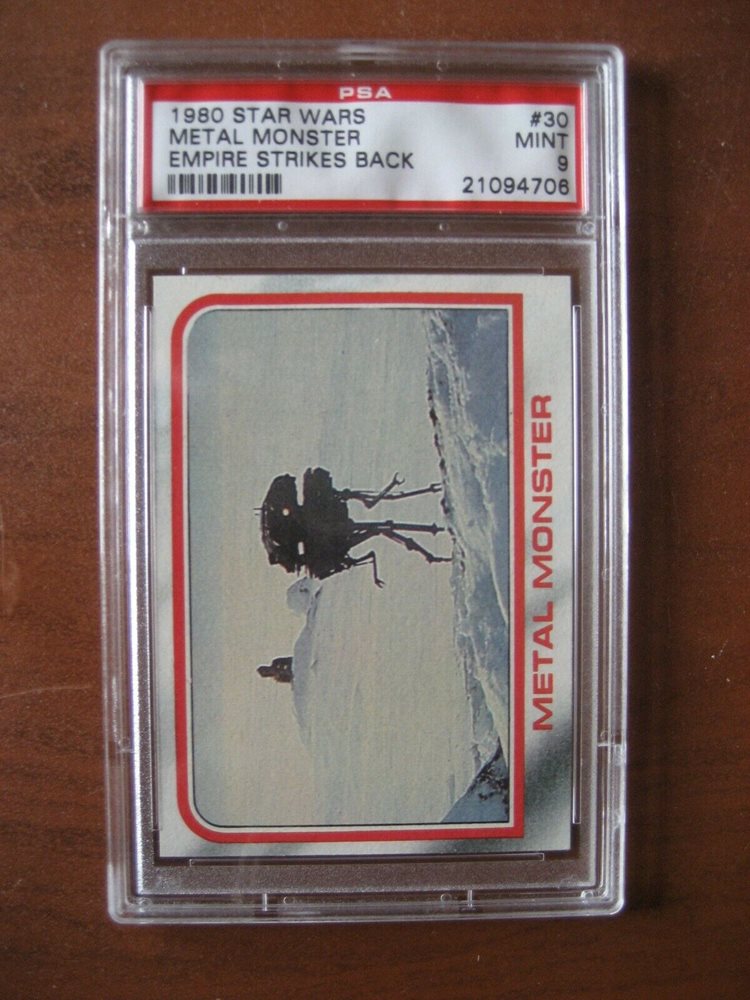 PSA
1980 STAR WARS #30
METAL MONSTER MINT
EMPIRE STRIKES BACK 9
21094706
METAL MONSTER